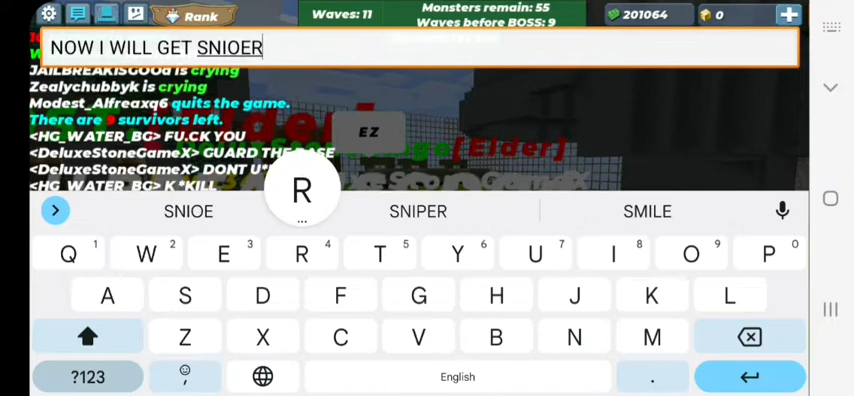 Rank
Waves: 11
Monsters remain: 55
Waves before BOSS: 9
201064
0
NOW I WILL GET SNIOER
JAILBREAKISGOOd is crying
Zealychubbyk is crying
Modest_Alfreaxq6 quits the game.
There are 9 survivors left.
<HG_WATER_BG> FU.CK YOU
<DeluxeStoneGameX> GUARD THE BASE
<DeluxeStoneGameX> DONT U*
<HG_WATER_BG> K *KILL
EZ
[Elder]
R
...
SNIOE SNIPER SMILE
Q 1 W 2 E 3 R 4 T 5 Y 6 U 7 I 8 O 9 P 0
A S D F G H J K L
Z X C V B N M
?123 , English .